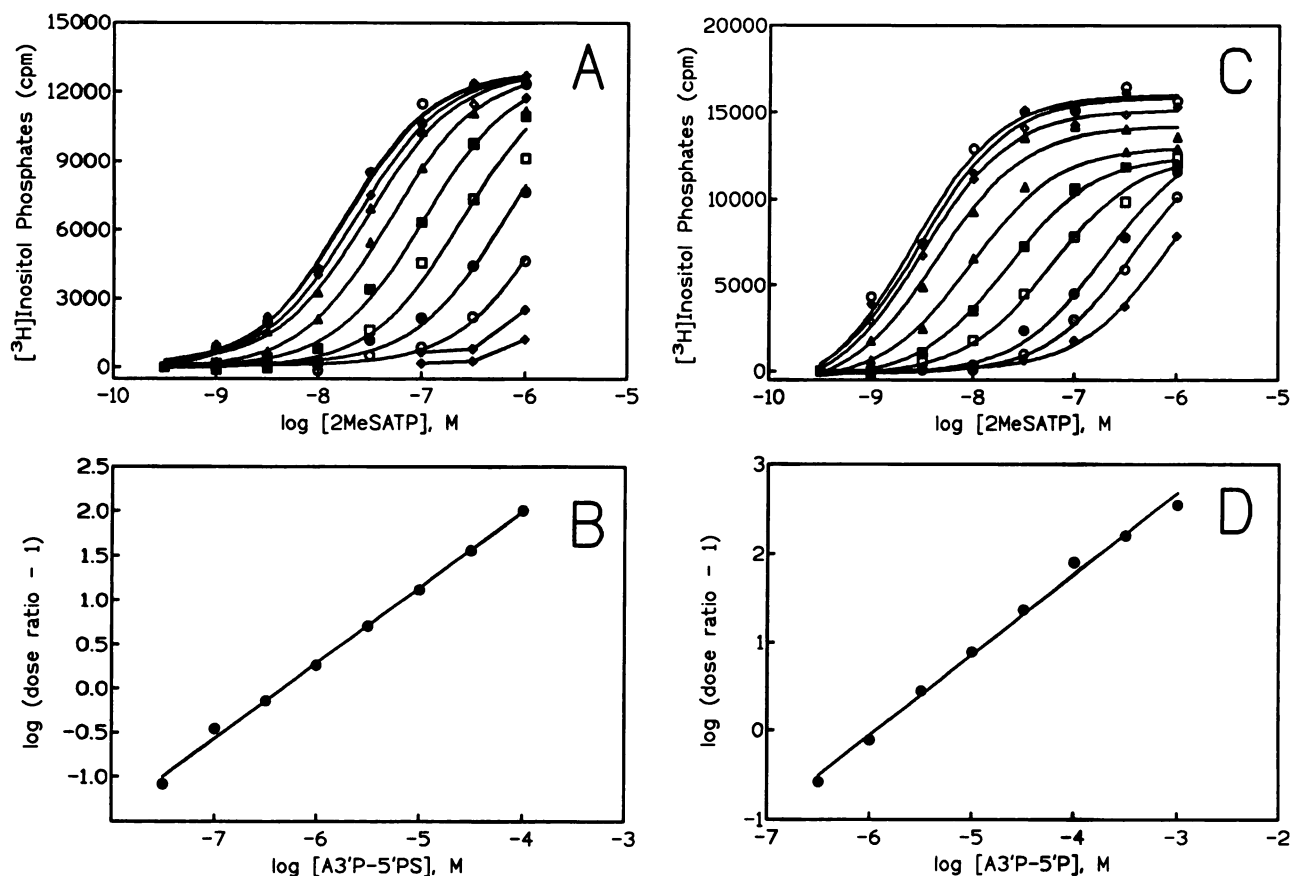 A
[³H]Inositol Phosphates (cpm)
15000
12000
9000
6000
3000
0
-10 -9 -8 -7 -6 -5
log [2MeSATP], M
C
[³H]Inositol Phosphates (cpm)
20000
15000
10000
5000
0
-10 -9 -8 -7 -6 -5
log [2MeSATP], M
B
log (dose ratio - 1)
2.5
2.0
1.5
1.0
0.5
0.0
-0.5
-1.0
-7 -6 -5 -4 -3
log [A3'P-5'PS], M
D
log (dose ratio - 1)
3
2
1
0
-1
-7 -6 -5 -4 -3 -2
log [A3'P-5'P], M